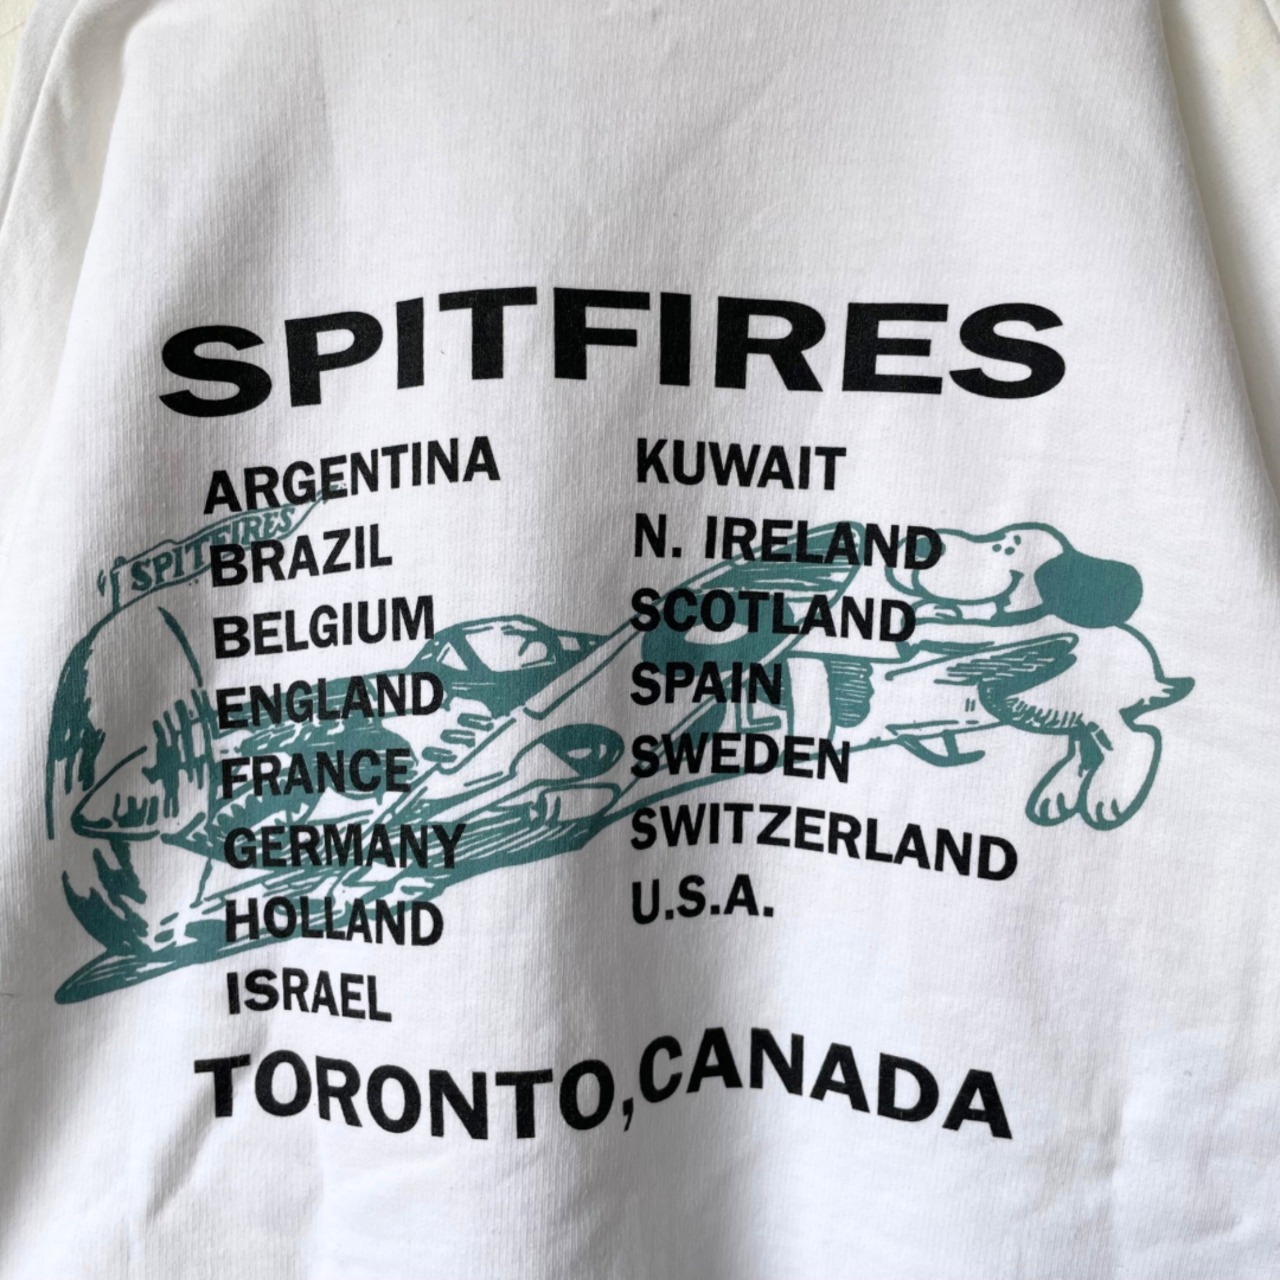 SPITFIRES
ARGENTINA
BRAZIL
BELGIUM
ENGLAND
FRANCE
GERMANY
HOLLAND
ISRAEL
KUWAIT
N. IRELAND
SCOTLAND
SPAIN
SWEDEN
SWITZERLAND
U.S.A.
SPITFIRES
TORONTO, CANADA